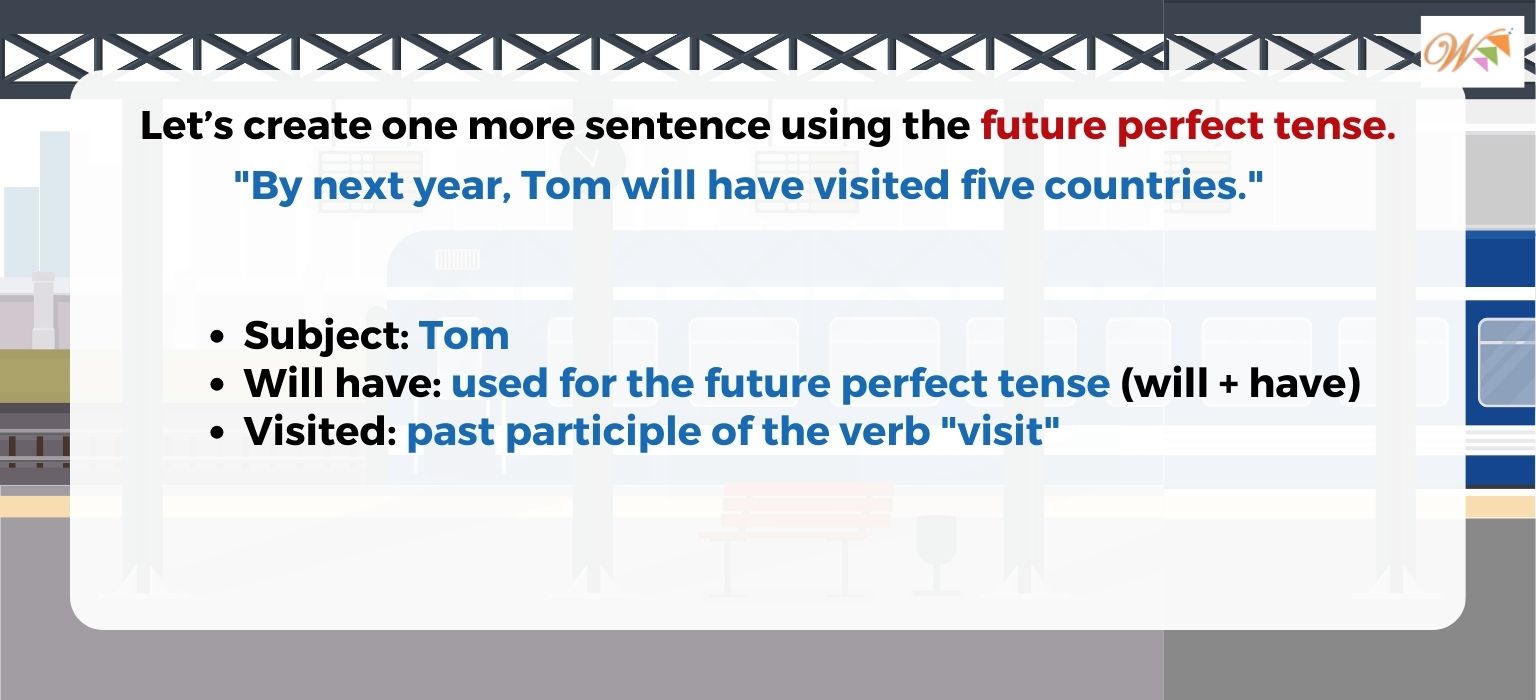 Let’s create one more sentence using the future perfect tense.
"By next year, Tom will have visited five countries."
• Subject: Tom
• Will have: used for the future perfect tense (will + have)
• Visited: past participle of the verb "visit"
W